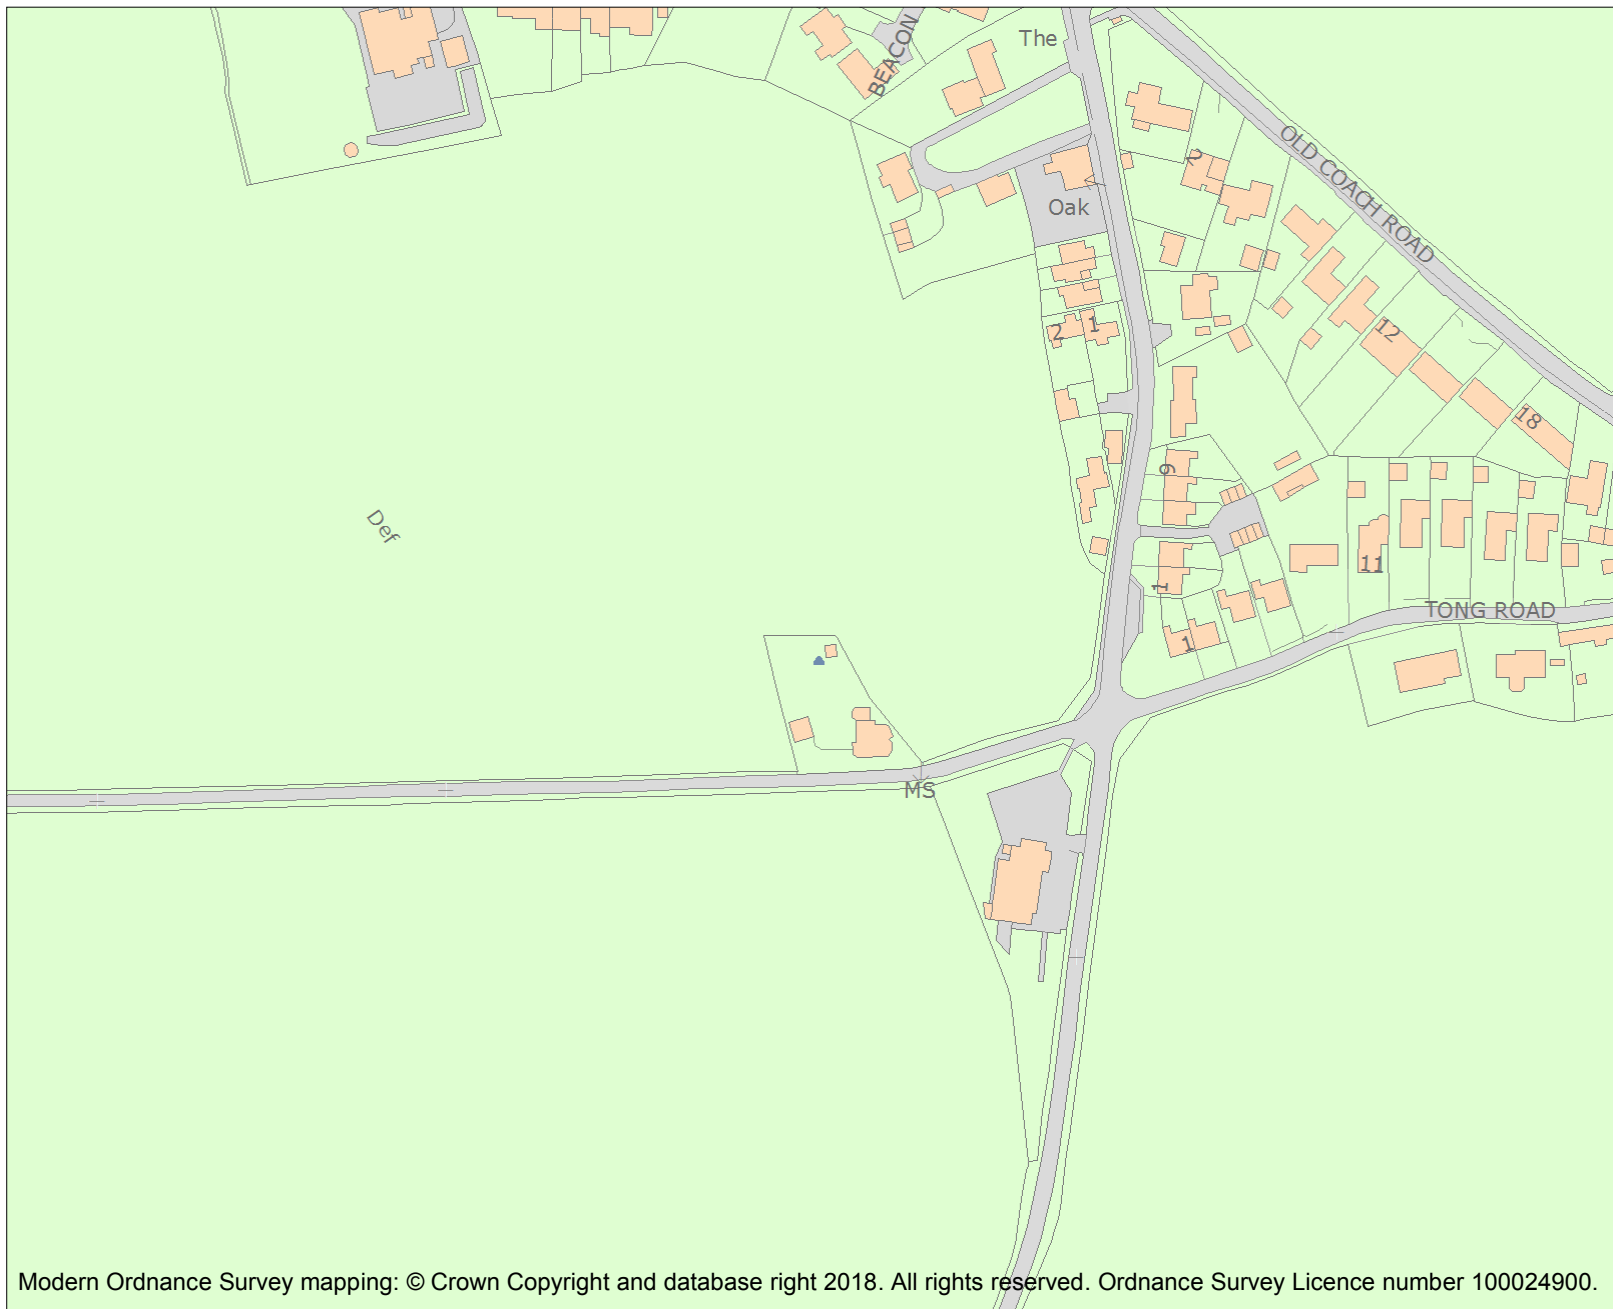 The
BEACON
OLD COACH ROAD
2
Oak
2
1
12
18
9
Def
11
1
TONG ROAD
1
MS
Modern Ordnance Survey mapping: © Crown Copyright and database right 2018. All rights reserved. Ordnance Survey Licence number 100024900.